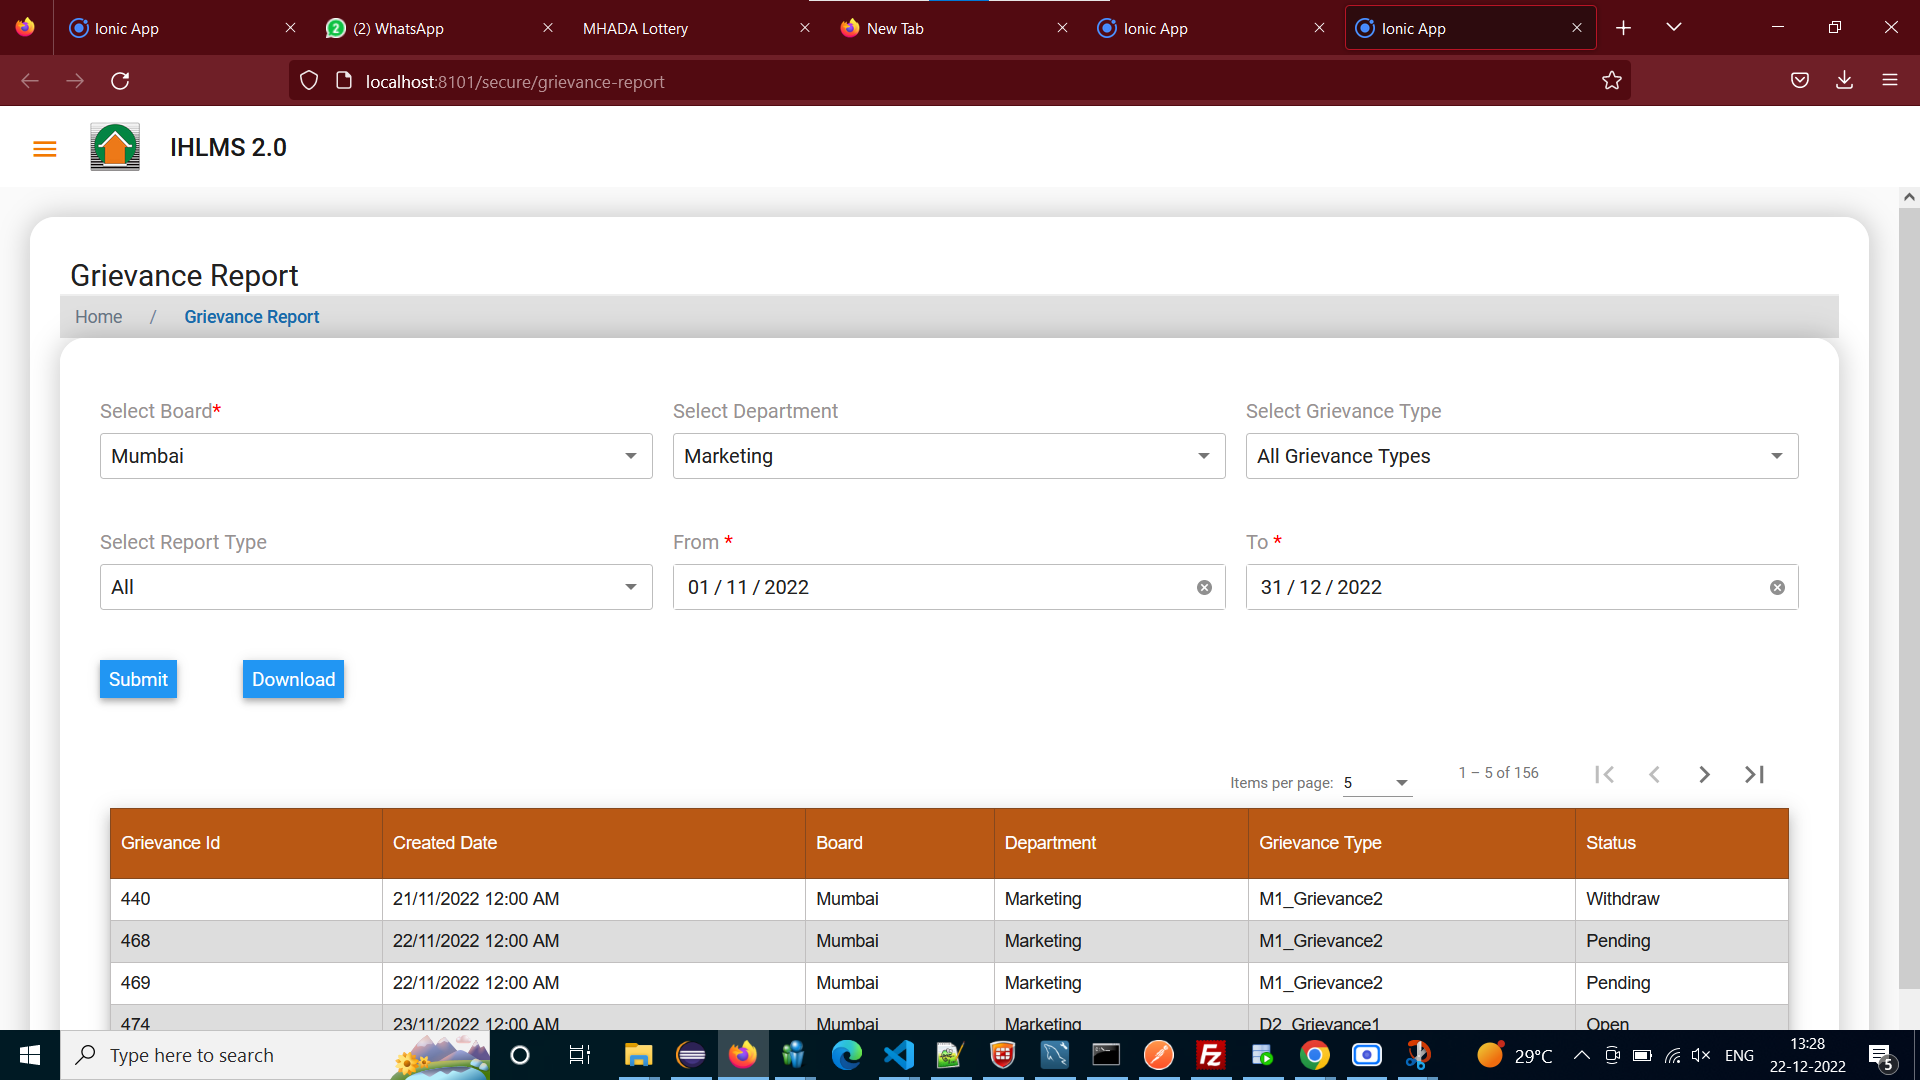 Ionic App
(2) WhatsApp
MHADA Lottery
New Tab
Ionic App
Ionic App
localhost:8101/secure/grievance-report
IHLMS 2.0
Grievance Report
Home / Grievance Report
Select Board*
Select Department
Select Grievance Type
Mumbai
Marketing
All Grievance Types
Select Report Type
From *
To *
All
01 / 11 / 2022
31 / 12 / 2022
Submit
Download
Items per page: 5
1 – 5 of 156
Grievance Id Created Date Board Department Grievance Type Status
440 21/11/2022 12:00 AM Mumbai Marketing M1_Grievance2 Withdraw
468 22/11/2022 12:00 AM Mumbai Marketing M1_Grievance2 Pending
469 22/11/2022 12:00 AM Mumbai Marketing M1_Grievance2 Pending
474 23/11/2022 12:00 AM Mumbai Marketing D2_Grievance1 Open
Type here to search
29°C
ENG
13:28
22-12-2022
5